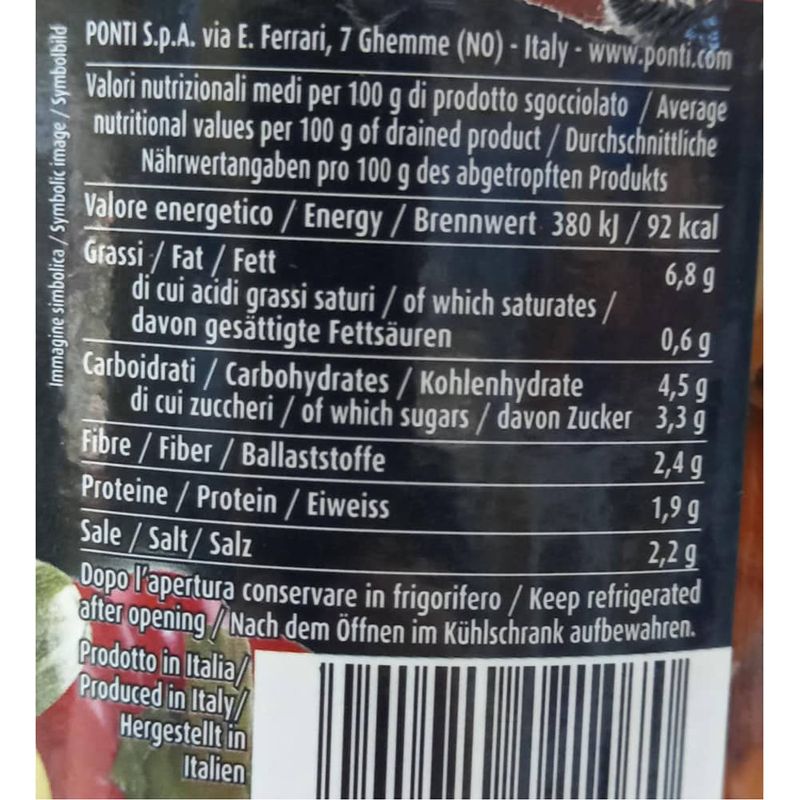 PONTI S.p.A. via E. Ferrari, 7 Ghemme (NO) - Italy - www.ponti.com
Valori nutrizionali medi per 100 g di prodotto sgocciolato / Average
nutritional values per 100 g of drained product / Durchschnittliche
Nährwertangaben pro 100 g des abgetropften Produkts
Valore energetico / Energy / Brennwert 380 kJ / 92 kcal
Grassi / Fat / Fett 6,8 g
di cui acidi grassi saturi / of which saturates /
davon gesättigte Fettsäuren 0,6 g
Carboidrati / Carbohydrates / Kohlenhydrate 4,5 g
di cui zuccheri / of which sugars / davon Zucker 3,3 g
Fibre / Fiber / Ballaststoffe 2,4 g
Proteine / Protein / Eiweiss 1,9 g
Sale / Salt/ Salz 2,2 g
Dopo l'apertura conservare in frigorifero / Keep refrigerated
after opening / Nach dem Öffnen im Kühlschrank aufbewahren.
Prodotto in Italia/
Produced in Italy/
Hergestellt in
Italien
Immagine simbolica / Symbolic image / Symbolbild